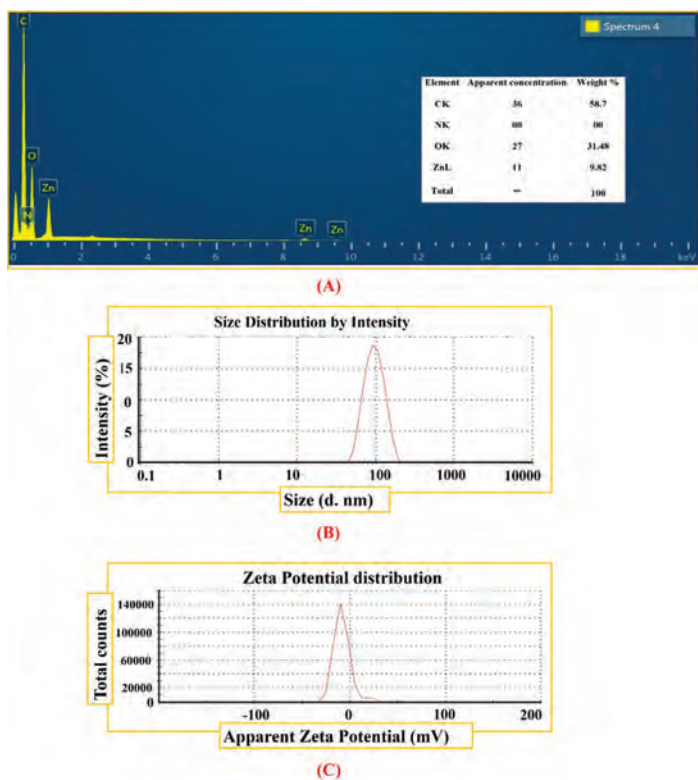 C
Spectrum 4
Element Apparent concentration Weight %
CK 36 58.7
NK 00 00
OK 27 31.48
ZnL 11 9.82
Total -- 100
O
Zn
N
Zn Zn
0 2 4 6 8 10 12 14 16 18 keV
(A)
Size Distribution by Intensity
Intensity (%)
20
15
0
5
0
0.1 1 10 100 1000 10000
Size (d. nm)
(B)
Zeta Potential distribution
Total counts
140000
100000
60000
20000
0
-100 0 100 200
Apparent Zeta Potential (mV)
(C)